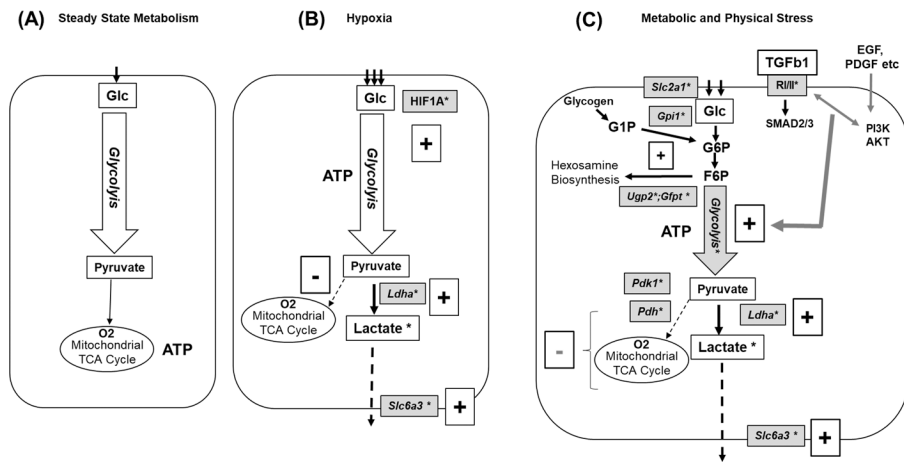 (A) Steady State Metabolism
Glc
Glycolyis
Pyruvate
O2
Mitochondrial
TCA Cycle
ATP
(B) Hypoxia
Glc
HIF1A*
+
Glycolyis
ATP
-
Pyruvate
Ldha*
+
O2
Mitochondrial
TCA Cycle
Lactate *
Slc6a3 *
+
(C) Metabolic and Physical Stress
TGFb1
EGF,
PDGF etc
Slc2a1*
RI/II*
Glycogen
Gpi1*
Glc
G1P
SMAD2/3
PI3K
AKT
G6P
+
Hexosamine
Biosynthesis
F6P
Ugp2*;Gfpt *
Glycolyis*
ATP
+
Pdk1*
Pyruvate
Pdh*
Ldha*
+
-
O2
Mitochondrial
TCA Cycle
Lactate *
Slc6a3 *
+